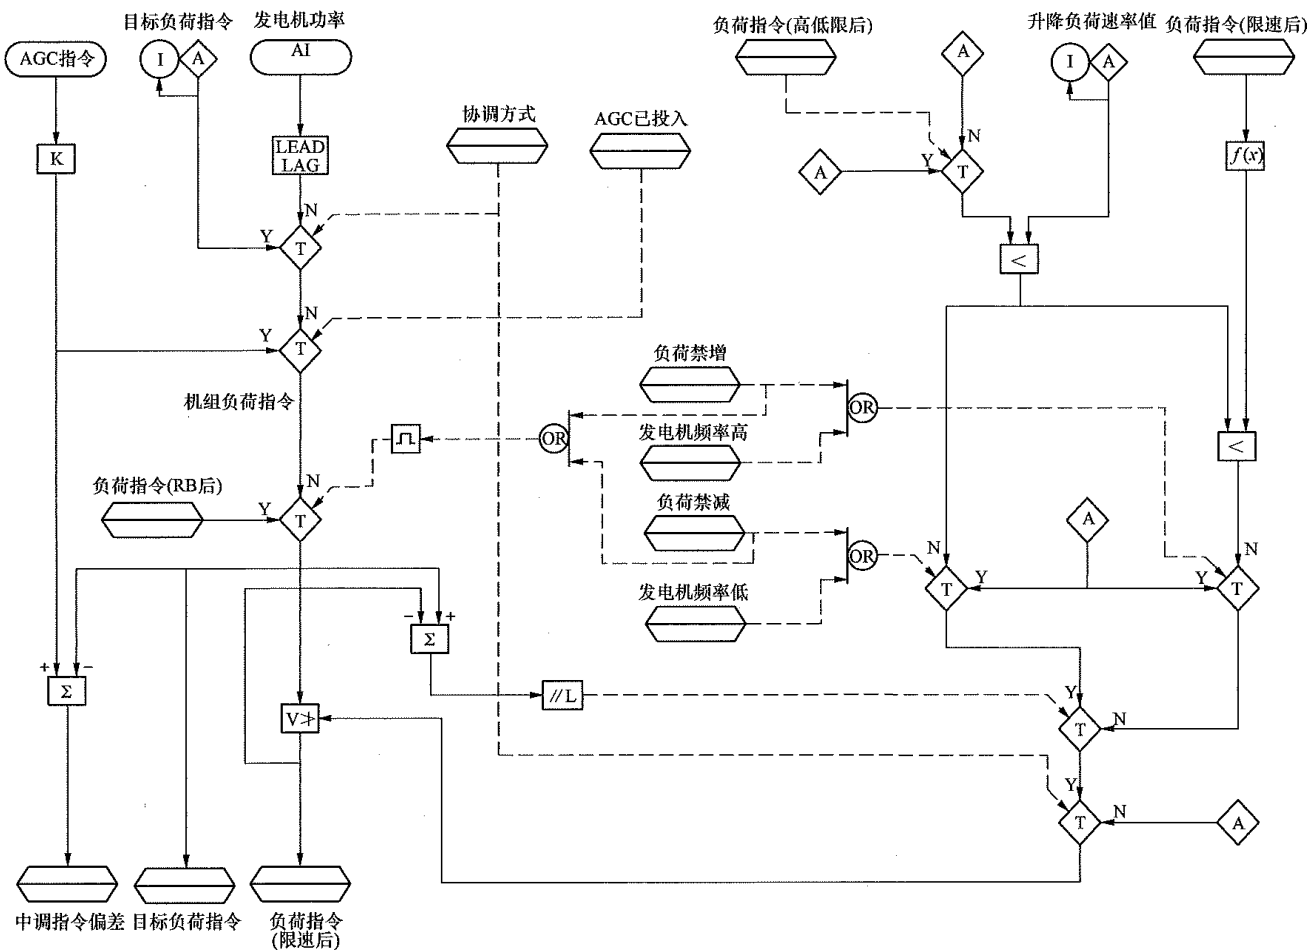 目标负荷指令
发电机功率
负荷指令(高低限后)
升降负荷速率值
负荷指令(限速后)
AGC指令
I
A
AI
A
I
A
协调方式
AGC已投入
K
LEAD
LAG
f(x)
N
Y
A
T
N
Y
T
<
N
Y
T
负荷禁增
机组负荷指令
OR
发电机频率高
OR
<
负荷指令(RB后)
N
Y
T
负荷禁减
A
OR
N
Y
T
N
Y
T
发电机频率低
-
+
Σ
+
-
Σ
V≯
//L
Y
N
T
Y
N
T
A
中调指令偏差
目标负荷指令
负荷指令
(限速后)